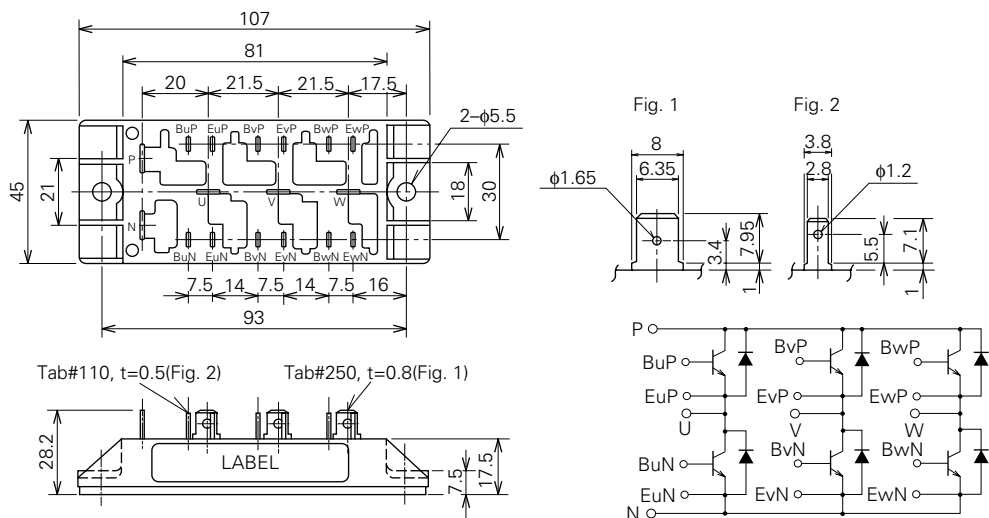 107
81
20 21.5 21.5 17.5
2-φ5.5
BuP EuP BvP EvP BwP EwP
P
45
21
U V W
18
30
N
BuN EuN BvN EvN BwN EwN
7.5 14 7.5 14 7.5 16
93
Fig. 1
8
6.35
φ1.65
3.4
7.95
1
Fig. 2
3.8
2.8
φ1.2
5.5
7.1
1
Tab#110, t=0.5(Fig. 2)
Tab#250, t=0.8(Fig. 1)
28.2
LABEL
7.5
17.5
P
BuP BvP BwP
EuP EvP EwP
U V W
BuN BvN BwN
EuN EvN EwN
N